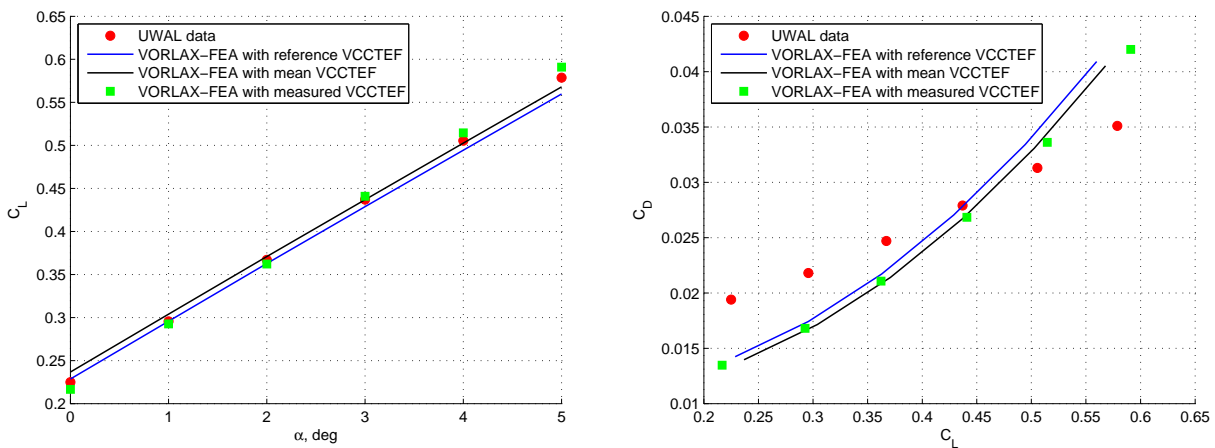 0.65
0.6
0.55
0.5
0.45
0.4
0.35
0.3
0.25
0.2
C_L
UWAL data
VORLAX−FEA with reference VCCTEF
VORLAX−FEA with mean VCCTEF
VORLAX−FEA with measured VCCTEF
0 1 2 3 4 5
α, deg
0.045
0.04
0.035
0.03
0.025
0.02
0.015
0.01
C_D
UWAL data
VORLAX−FEA with reference VCCTEF
VORLAX−FEA with mean VCCTEF
VORLAX−FEA with measured VCCTEF
0.2 0.25 0.3 0.35 0.4 0.45 0.5 0.55 0.6 0.65
C_L